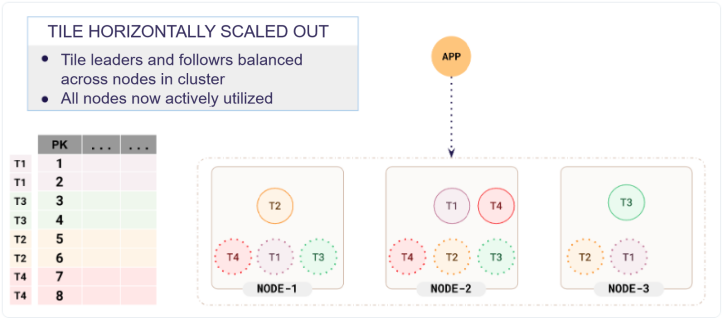 TILE HORIZONTALLY SCALED OUT
● Tile leaders and followrs balanced
across nodes in cluster
● All nodes now actively utilized
APP
PK ... ...
T1 1
T1 2
T3 3
T3 4
T2 5
T2 6
T4 7
T4 8
T2
T4 T1 T3
NODE-1
T1 T4
T4 T2 T3
NODE-2
T3
T2 T1
NODE-3